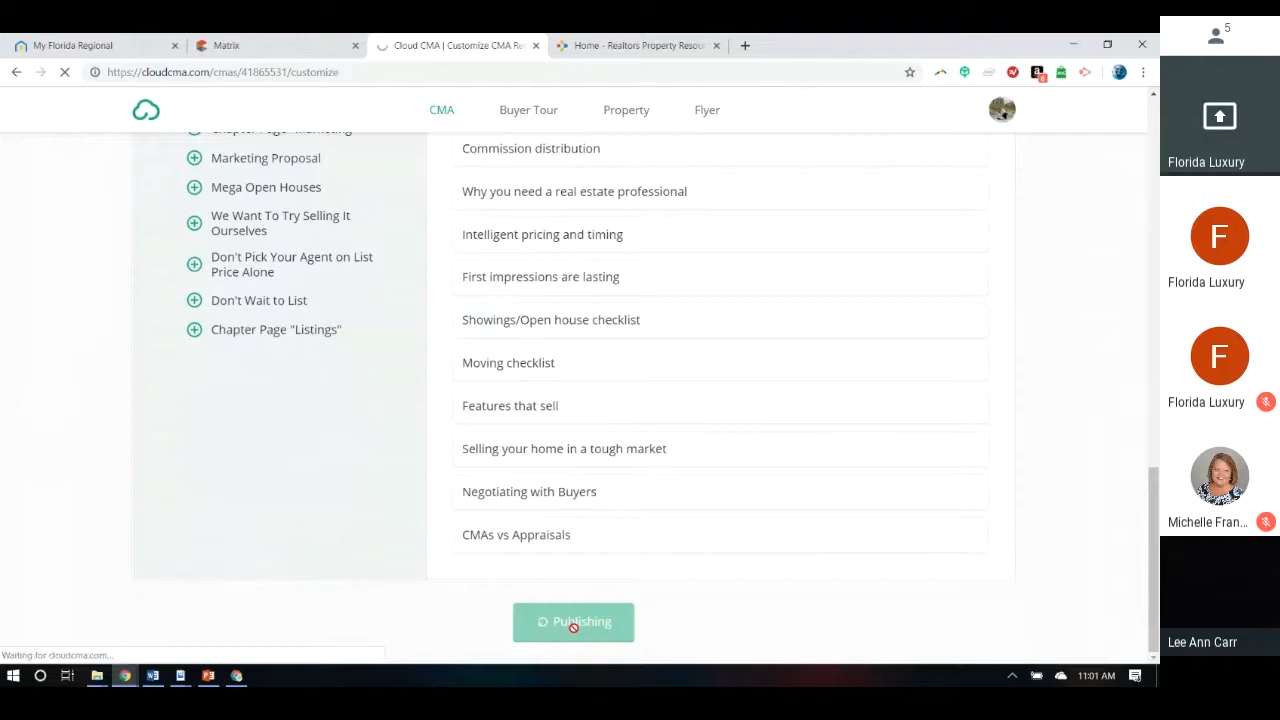 My Florida Regional
Matrix
Cloud CMA | Customize CMA Re
Home - Realtors Property Resou
https://cloudcma.com/cmas/41865531/customize
CMA
Buyer Tour
Property
Flyer
Chapter Page "Marketing"
Marketing Proposal
Mega Open Houses
We Want To Try Selling It
Ourselves
Don't Pick Your Agent on List
Price Alone
Don't Wait to List
Chapter Page "Listings"
Commission distribution
Why you need a real estate professional
Intelligent pricing and timing
First impressions are lasting
Showings/Open house checklist
Moving checklist
Features that sell
Selling your home in a tough market
Negotiating with Buyers
CMAs vs Appraisals
Publishing
Waiting for cloudcma.com...
11:01 AM
5
Florida Luxury
F
Florida Luxury
F
Florida Luxury
Michelle Fran...
Lee Ann Carr